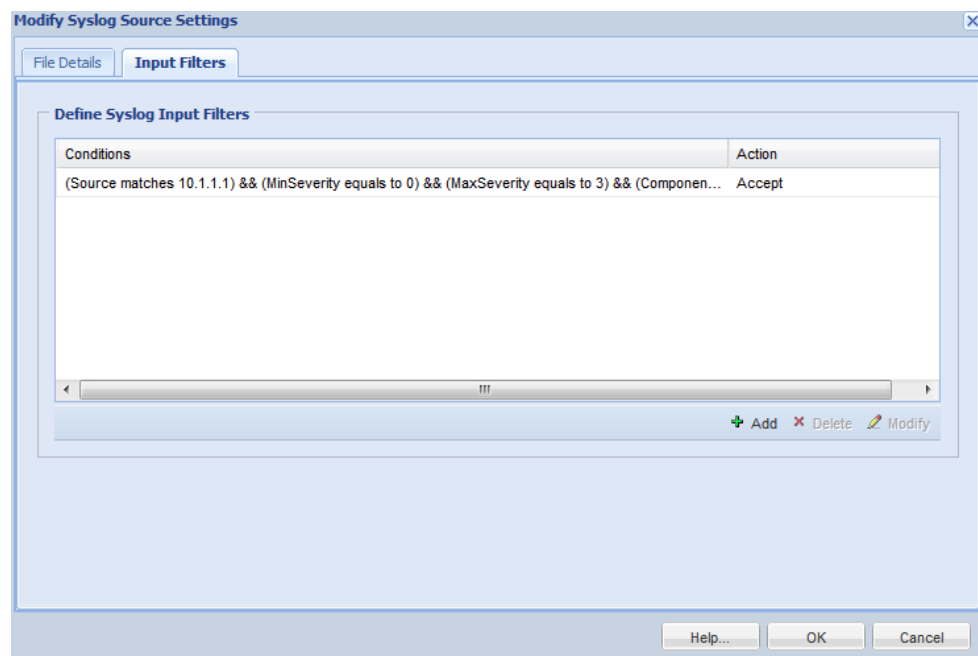 Modify Syslog Source Settings
File Details Input Filters
Define Syslog Input Filters
Conditions Action
(Source matches 10.1.1.1) && (MinSeverity equals to 0) && (MaxSeverity equals to 3) && (Componen... Accept
Add Delete Modify
Help... OK Cancel